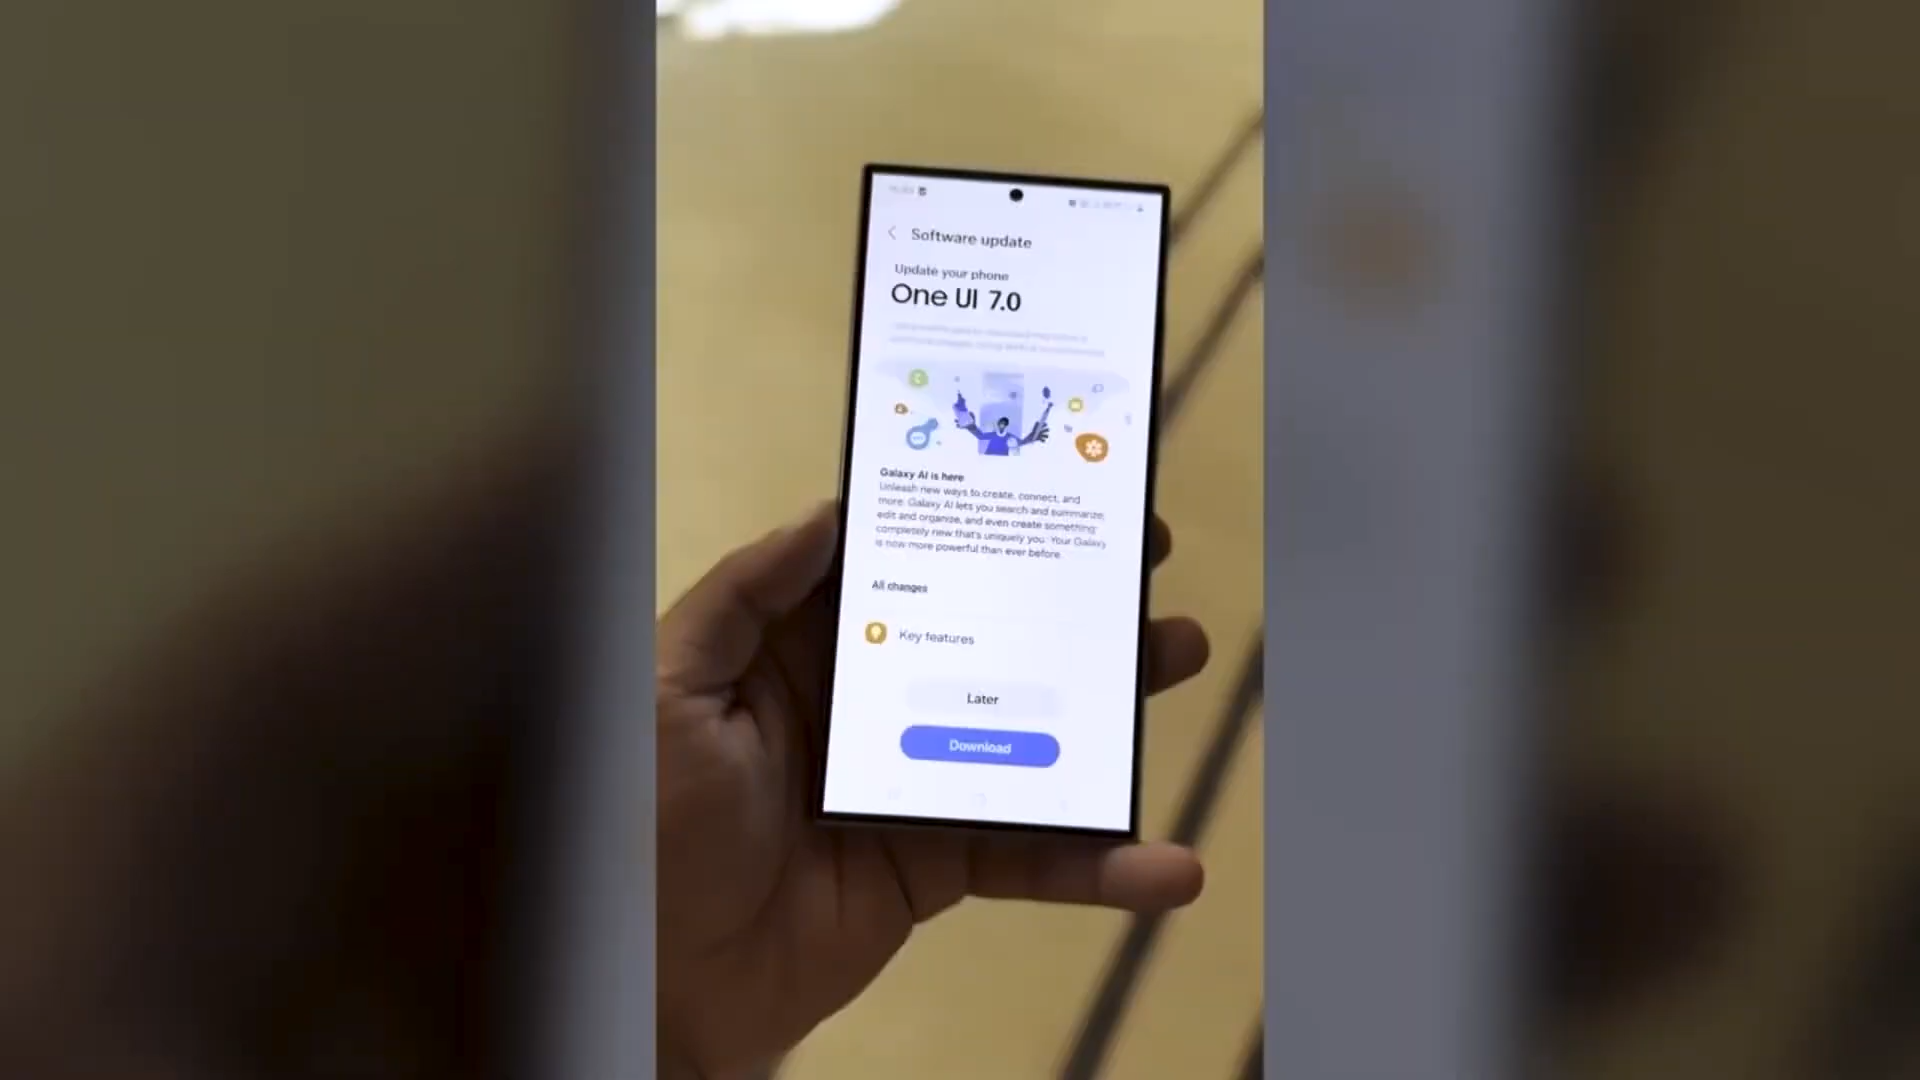 Software update
Update your phone
One UI 7.0
Galaxy AI is here
Unleash new ways to create, connect, and
more. Galaxy AI lets you search and summarize,
edit and organize, and even create something
completely new that's uniquely you. Your Galaxy
is now more powerful than ever before.
All changes
Key features
Later
Download